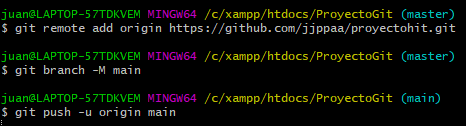 juan@LAPTOP-57TDKVEM MINGW64 /c/xampp/htdocs/ProyectoGit (master)
$ git remote add origin https://github.com/jjppaa/proyectohit.git
juan@LAPTOP-57TDKVEM MINGW64 /c/xampp/htdocs/ProyectoGit (master)
$ git branch -M main
juan@LAPTOP-57TDKVEM MINGW64 /c/xampp/htdocs/ProyectoGit (main)
$ git push -u origin main